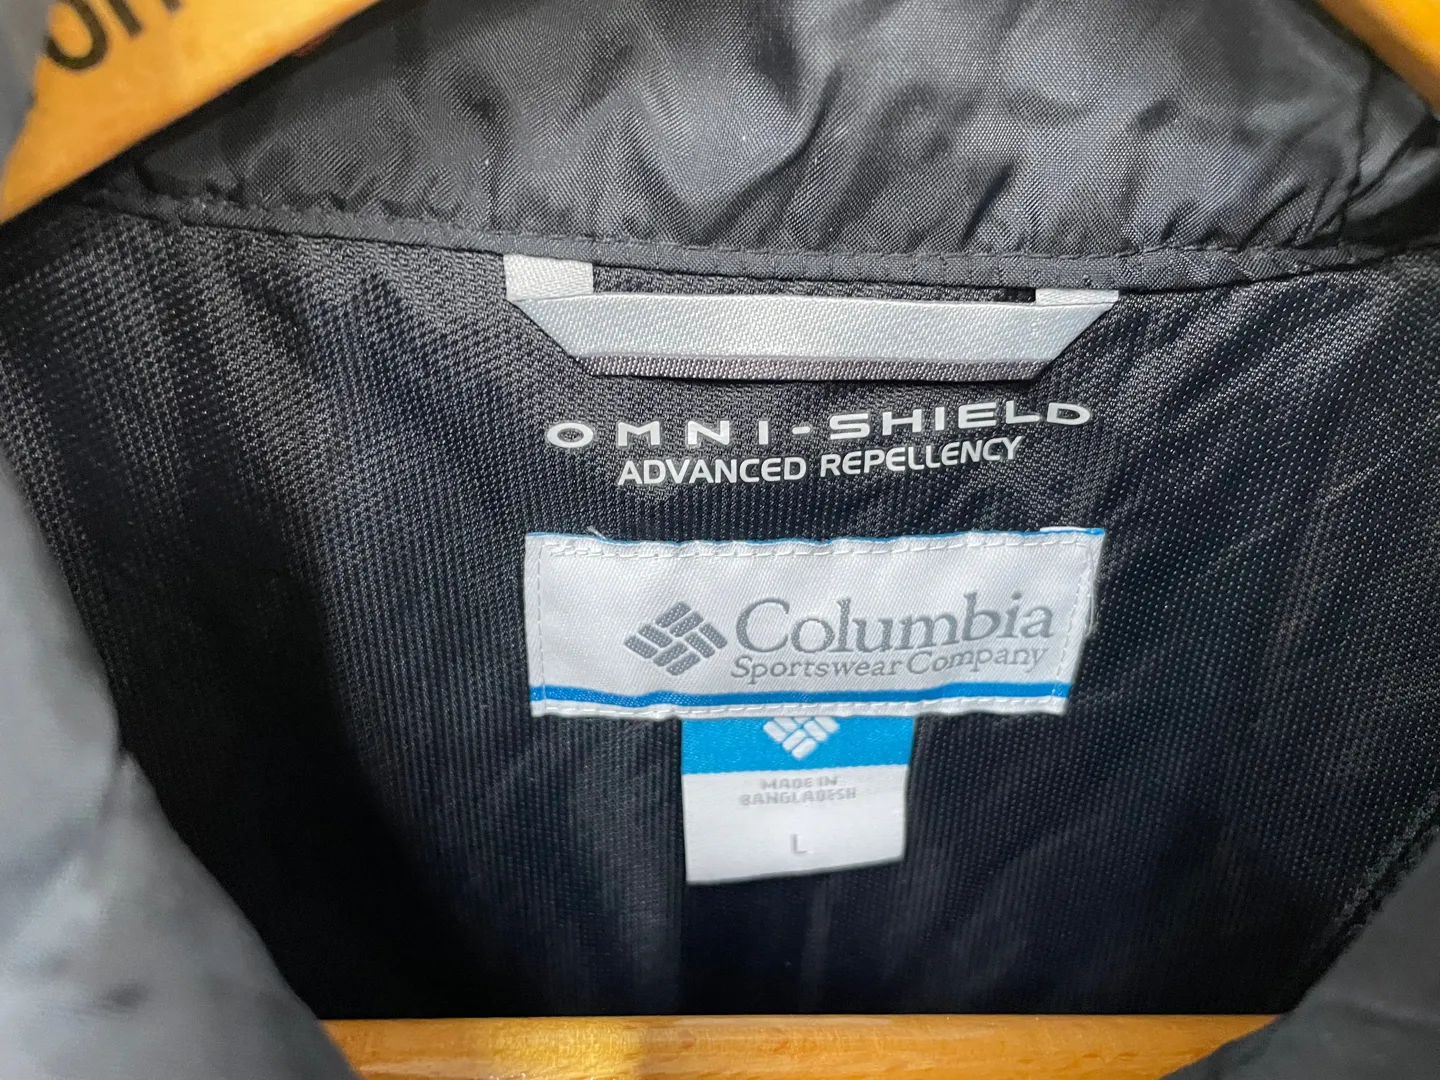 OMNI-SHIELD
ADVANCED REPELLENCY
Columbia
Sportswear Company
MADE IN
BANGLADESH
L